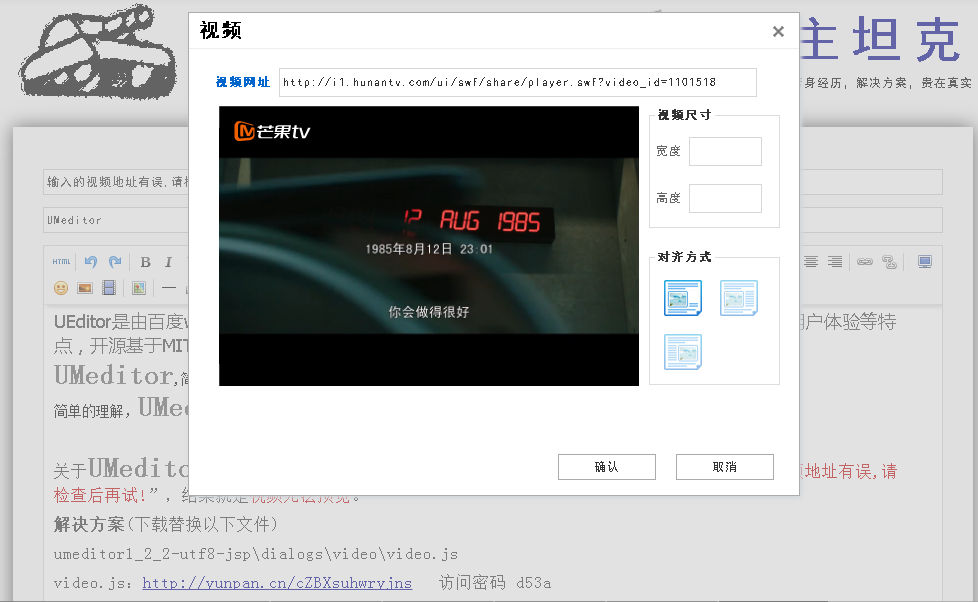 视频
×
主坦克
视频网址 http://i1.hunantv.com/ui/swf/share/player.swf?video_id=1101518
身经历, 解决方案, 贵在真实
视频尺寸
芒果tv
宽度
输入的视频地址有误,请
高度
12 AUG 1985
UMeditor
1985年8月12日 23:01
对齐方式
HTML B I
你会做得很好
UEditor是由百度
户体验等特
点，开源基于MIT
UMeditor,
简单的理解，UMe
确认 取消
关于UMedito
地址有误,请
检查后再试!”，结果就是视频无法预览。
解决方案(下载替换以下文件)
umeditor1_2_2-utf8-jsp\dialogs\video\video.js
video.js: http://yunpan.cn/cZBXsuhwryjns 访问密码 d53a